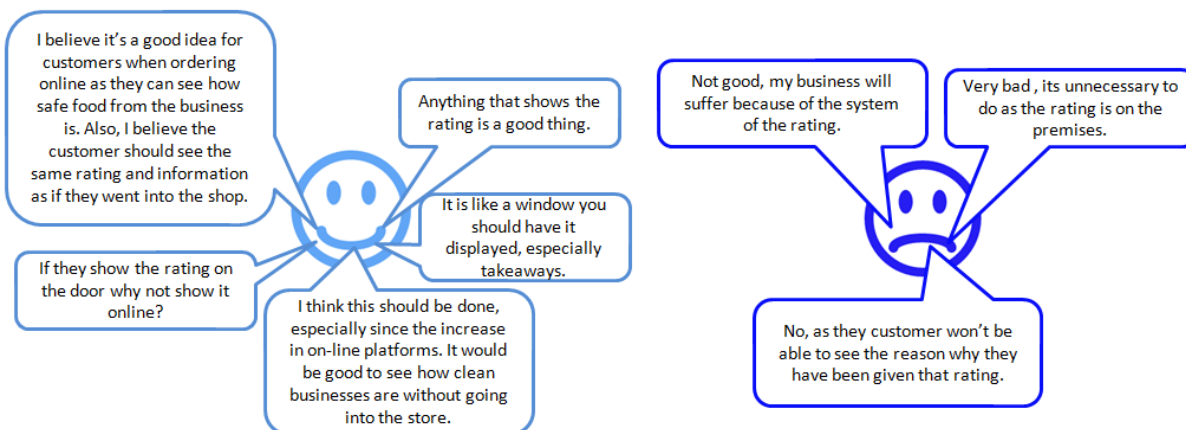 I believe it's a good idea for
customers when ordering
online as they can see how
safe food from the business
is. Also, I believe the
customer should see the
same rating and information
as if they went into the shop.
Anything that shows the
rating is a good thing.
It is like a window you
should have it
displayed, especially
takeaways.
If they show the rating on
the door why not show it
online?
I think this should be done,
especially since the increase
in on-line platforms. It would
be good to see how clean
businesses are without going
into the store.
Not good, my business will
suffer because of the system
of the rating.
Very bad , its unnecessary to
do as the rating is on the
premises.
No, as they customer won't be
able to see the reason why they
have been given that rating.